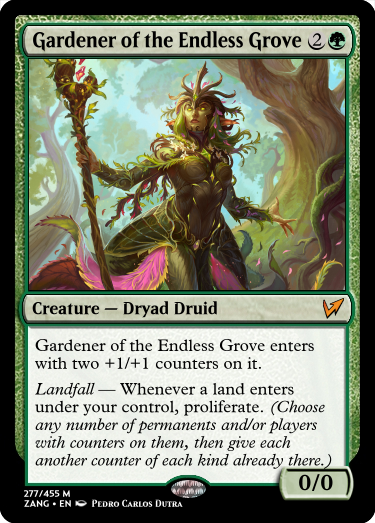 Gardener of the Endless Grove 2
Creature — Dryad Druid
Gardener of the Endless Grove enters
with two +1/+1 counters on it.
Landfall — Whenever a land enters
under your control, proliferate. (Choose
any number of permanents and/or players
with counters on them, then give each
another counter of each kind already there.)
0/0
277/455 M
ZANG • EN Pedro Carlos Dutra